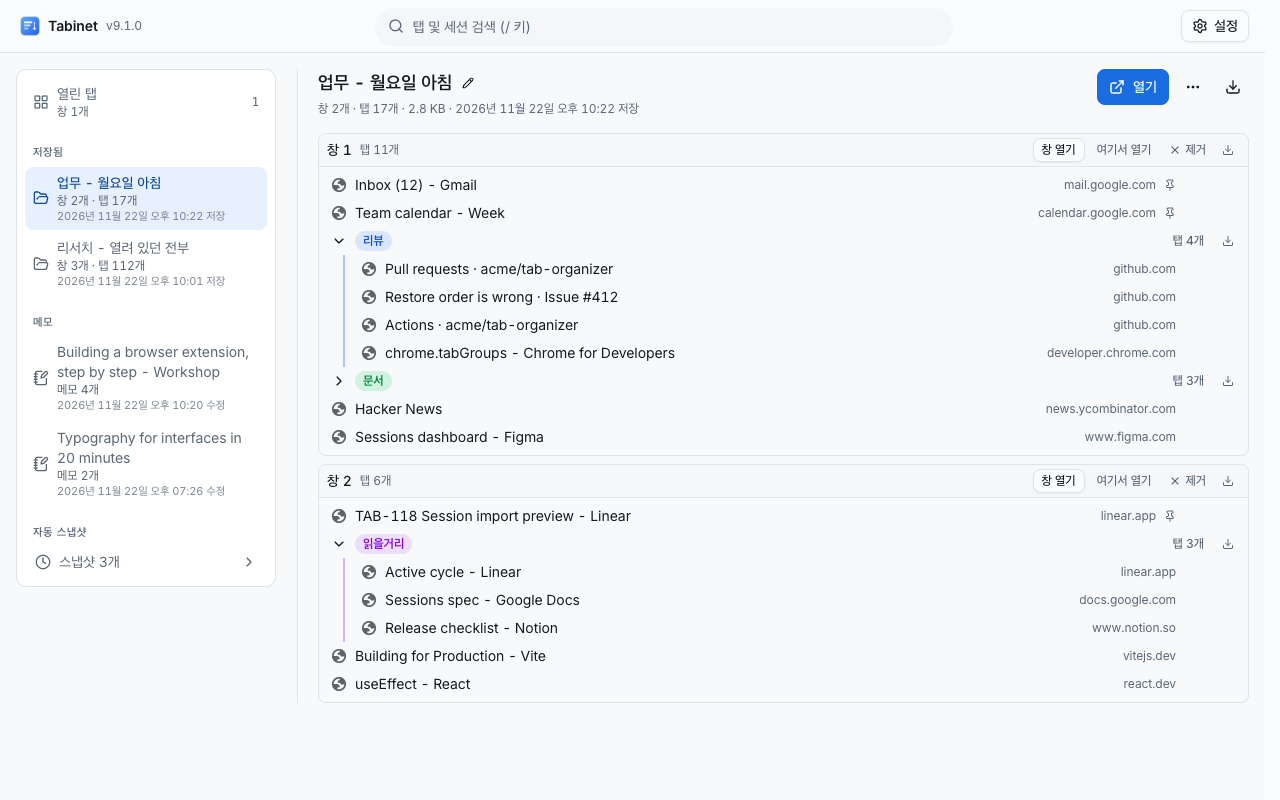 Tabinet v9.1.0
탭 및 세션 검색 (/ 키)
설정
열린 탭
창 1개
1
저장됨
업무 - 월요일 아침
창 2개 · 탭 17개
2026년 11월 22일 오후 10:22 저장
리서치 - 열려 있던 전부
창 3개 · 탭 112개
2026년 11월 22일 오후 10:01 저장
메모
Building a browser extension,
step by step - Workshop
메모 4개
2026년 11월 22일 오후 10:20 수정
Typography for interfaces in
20 minutes
메모 2개
2026년 11월 22일 오후 07:26 수정
자동 스냅샷
스냅샷 3개
업무 - 월요일 아침
창 2개 · 탭 17개 · 2.8 KB · 2026년 11월 22일 오후 10:22 저장
열기
창 1 탭 11개
창 열기 여기서 열기 제거
Inbox (12) - Gmail mail.google.com
Team calendar - Week calendar.google.com
리뷰 탭 4개
Pull requests · acme/tab-organizer github.com
Restore order is wrong · Issue #412 github.com
Actions · acme/tab-organizer github.com
chrome.tabGroups - Chrome for Developers developer.chrome.com
문서 탭 3개
Hacker News news.ycombinator.com
Sessions dashboard - Figma www.figma.com
창 2 탭 6개
창 열기 여기서 열기 제거
TAB-118 Session import preview - Linear linear.app
읽을거리 탭 3개
Active cycle - Linear linear.app
Sessions spec - Google Docs docs.google.com
Release checklist - Notion www.notion.so
Building for Production - Vite vitejs.dev
useEffect - React react.dev